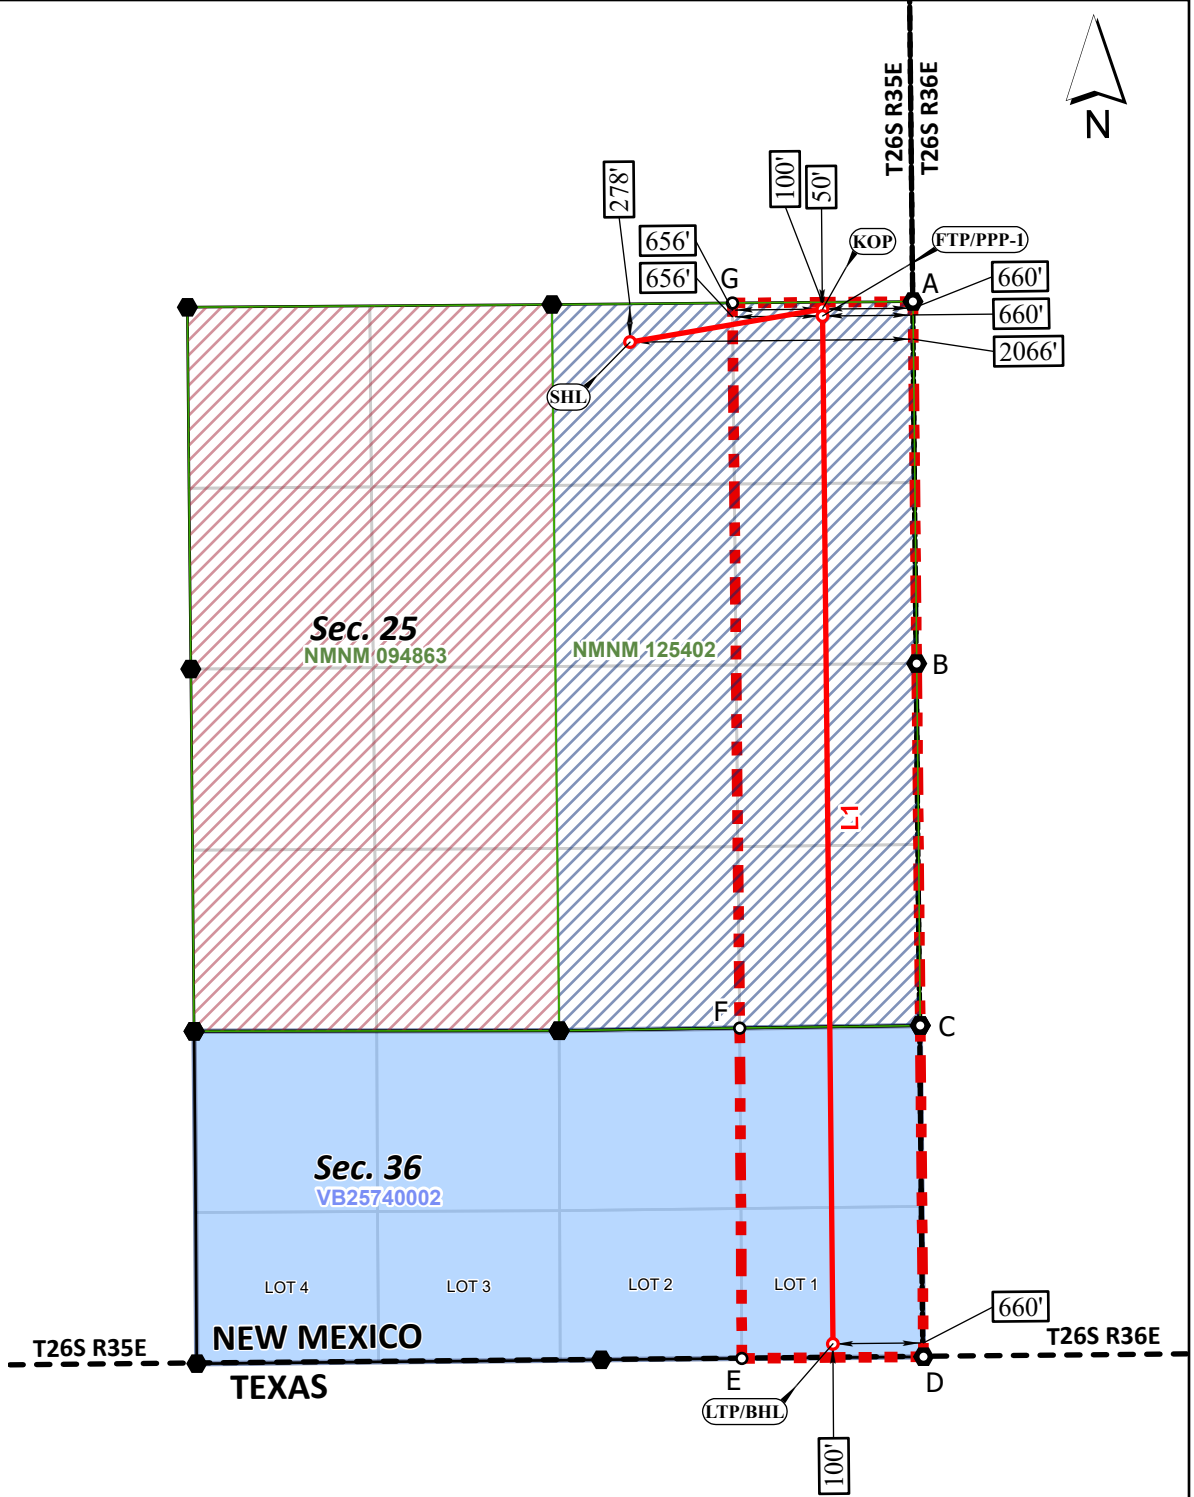 T26S R35E
T26S R36E
N
278'
100'
50'
656'
656'
KOP
FTP/PPP-1
G
A
660'
660'
2066'
SHL
Sec. 25
NMNM 094863
NMNM 125402
B
L1
F
C
Sec. 36
VB25740002
LOT 4
LOT 3
LOT 2
LOT 1
660'
T26S R35E
NEW MEXICO
T26S R36E
TEXAS
E
D
LTP/BHL
100'